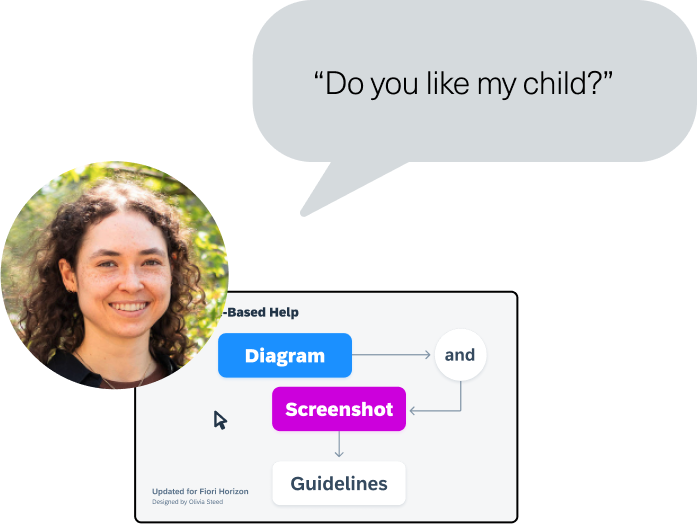 “Do you like my child?”
-Based Help
Diagram
and
Screenshot
Guidelines
Updated for Fiori Horizon
Designed by Olivia Steed